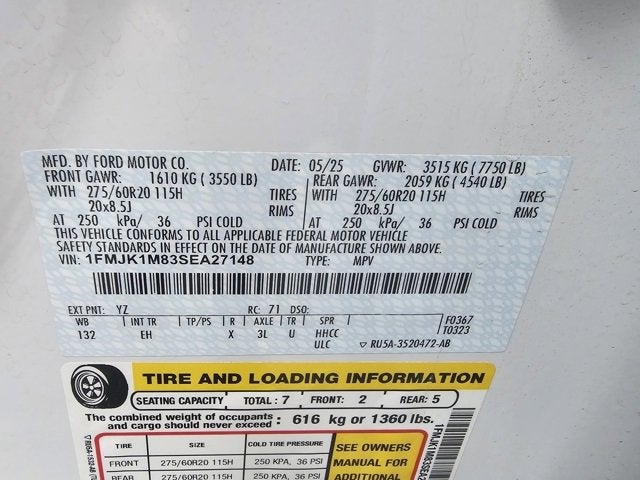 MFD. BY FORD MOTOR CO. DATE: 05/25 GVWR: 3515 KG ( 7750 LB)
FRONT GAWR: 1610 KG ( 3550 LB) REAR GAWR: 2059 KG ( 4540 LB)
WITH 275/60R20 115H TIRES WITH 275/60R20 115H TIRES
20x8.5J RIMS 20x8.5J RIMS
AT 250 kPa/ 36 PSI COLD AT 250 kPa/ 36 PSI COLD
THIS VEHICLE CONFORMS TO ALL APPLICABLE FEDERAL MOTOR VEHICLE
SAFETY STANDARDS IN EFFECT ON THE DATE OF MANUFACTURE SHOWN ABOVE.
VIN: 1FMJK1M83SEA27148 TYPE: MPV
EXT PNT: YZ RC: 71 DSO:
WB INT TR TP/PS R AXLE TR SPR F0367
132 EH X 3L U HHCC T0323
ULC ▽ RU5A-3520472-AB
TIRE AND LOADING INFORMATION
SEATING CAPACITY TOTAL : 7 FRONT: 2 REAR: 5
The combined weight of occupants
and cargo should never exceed : 616 kg or 1360 lbs.
TIRE SIZE COLD TIRE PRESSURE
FRONT 275/60R20 115H 250 KPA, 36 PSI
REAR 275/60R20 115H 250 KPA, 36 PSI
SEE OWNERS
MANUAL FOR
ADDITIONAL
1FMJK1M83SEA2